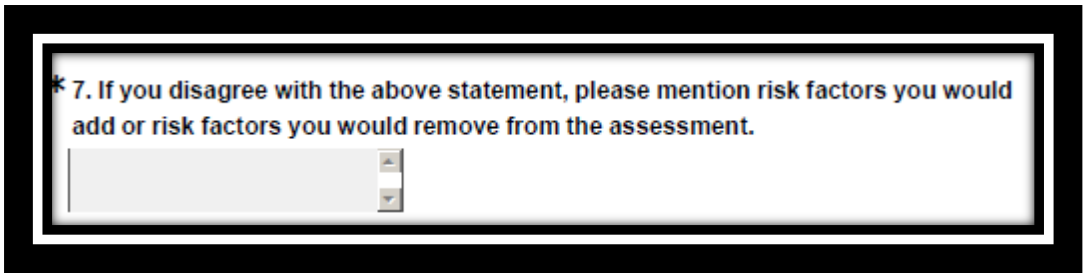 * 7. If you disagree with the above statement, please mention risk factors you would
add or risk factors you would remove from the assessment.